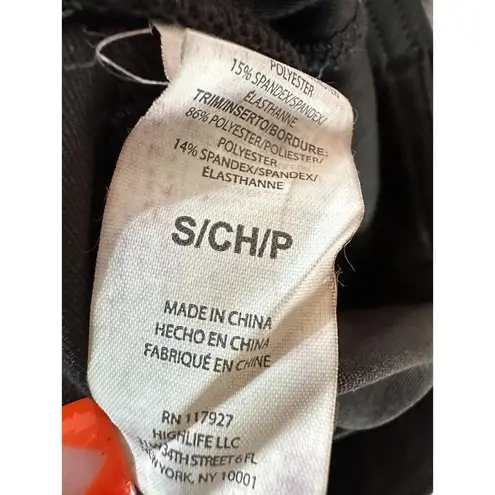 POLYESTER
15% SPANDEX/SPANDEX/
ÉLASTHANNE
TRIM/INSERTO/BORDURE:
86% POLYESTER/POLIÉSTER/
POLYESTER
14% SPANDEX/SPANDEX/
ÉLASTHANNE
S/CH/P
MADE IN CHINA
HECHO EN CHINA
FABRIQUÉ EN CHINE
RN 117927
HIGHLIFE LLC
34TH STREET 6 FL
YORK, NY 10001